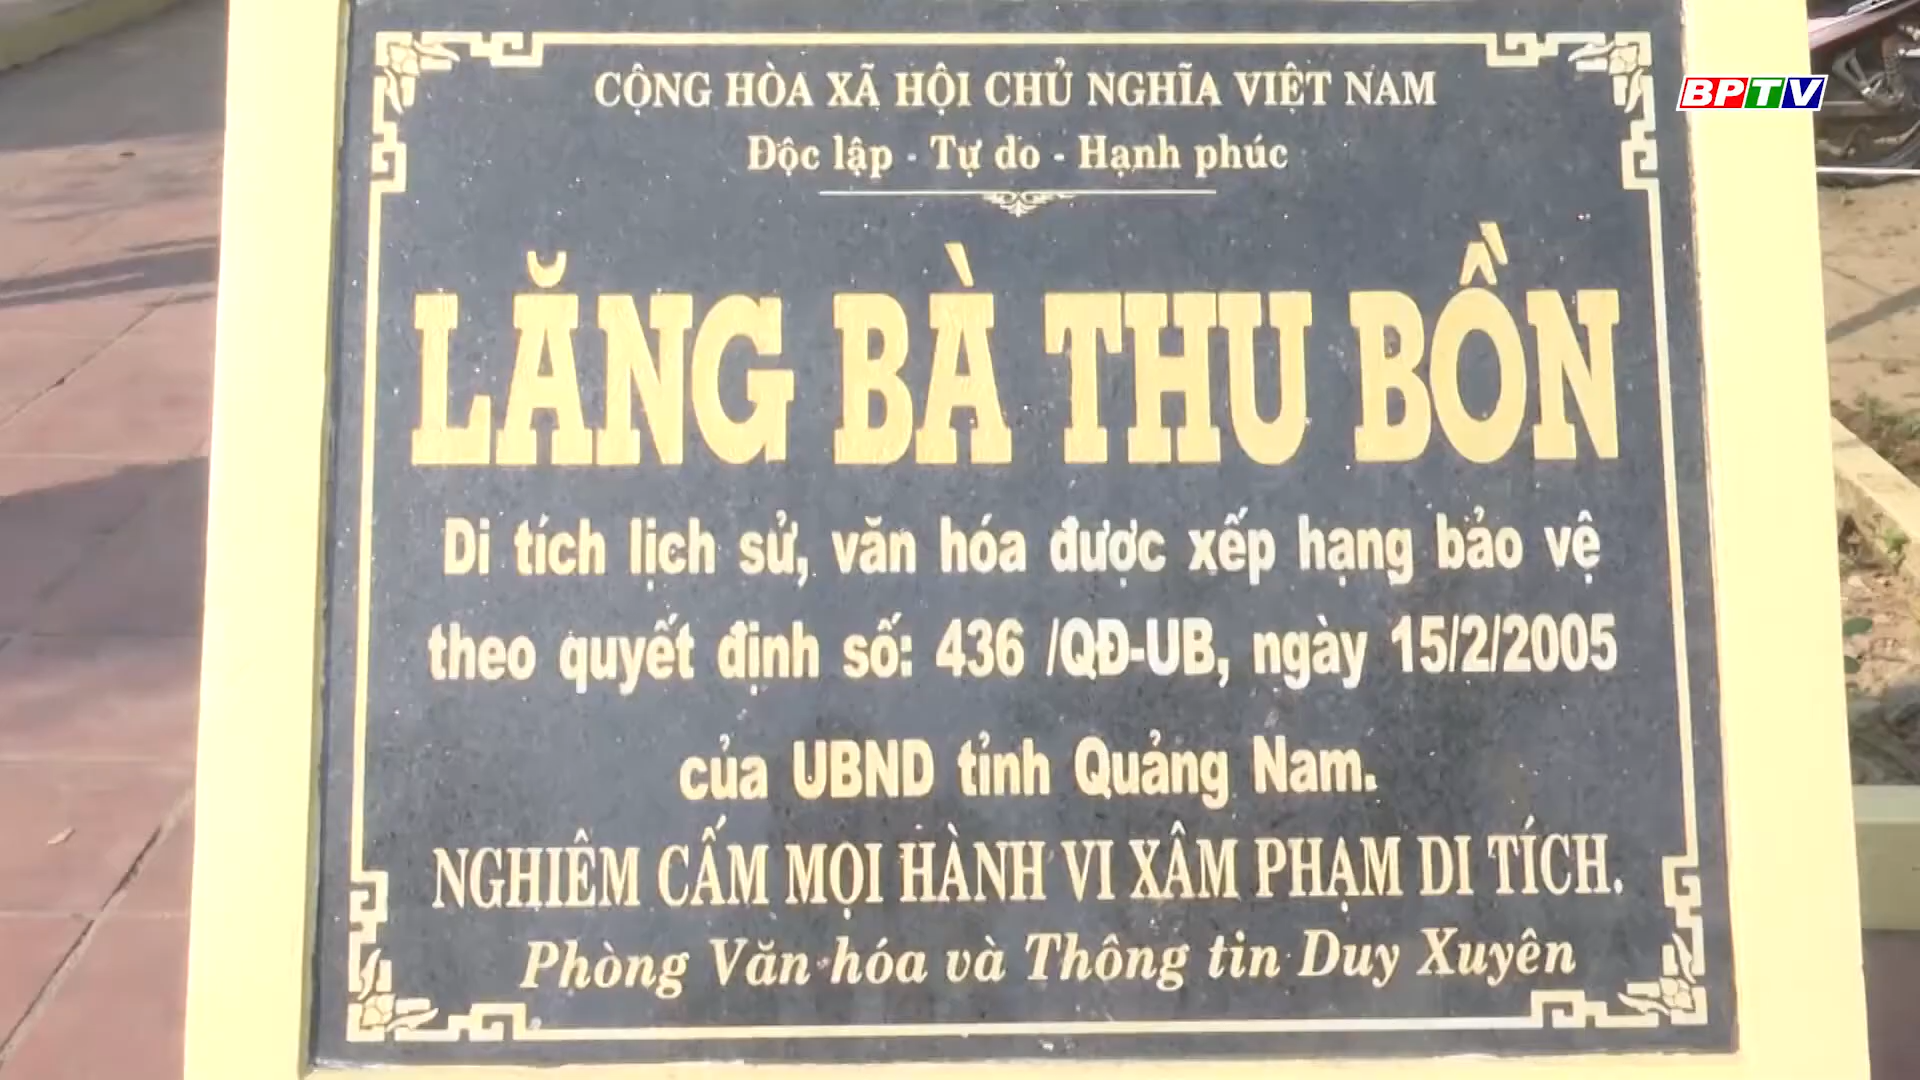 CỘNG HÒA XÃ HỘI CHỦ NGHĨA VIỆT NAM
Độc lập - Tự do - Hạnh phúc
LĂNG BÀ THU BỒN
Di tích lịch sử, văn hóa được xếp hạng bảo vệ
theo quyết định số: 436 /QĐ-UB, ngày 15/2/2005
của UBND tỉnh Quảng Nam.
NGHIÊM CẤM MỌI HÀNH VI XÂM PHẠM DI TÍCH.
Phòng Văn hóa và Thông tin Duy Xuyên
BPTV